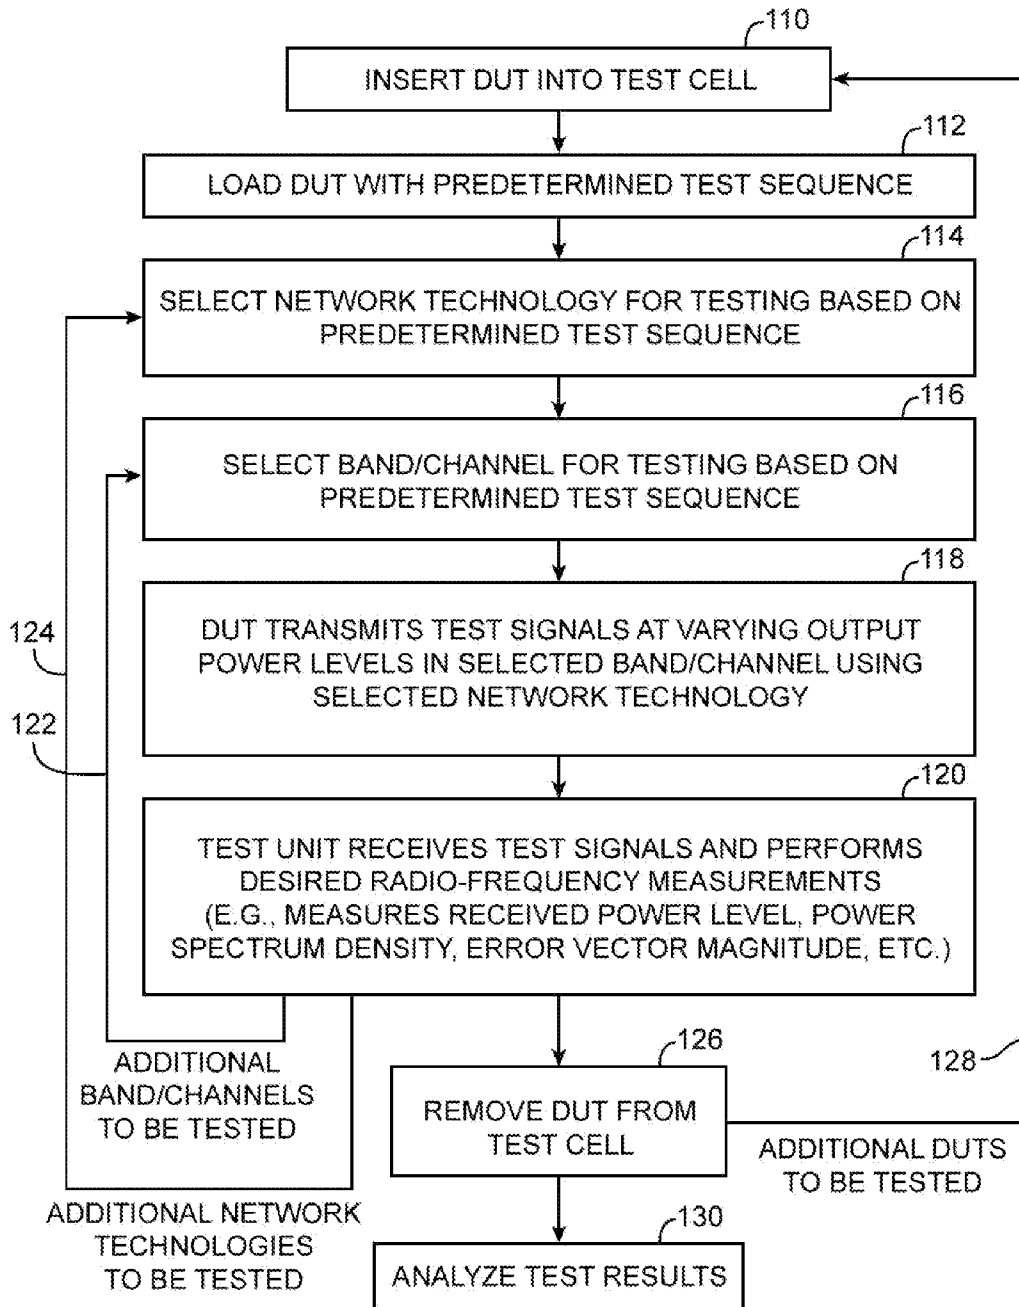 110
INSERT DUT INTO TEST CELL
112
LOAD DUT WITH PREDETERMINED TEST SEQUENCE
114
SELECT NETWORK TECHNOLOGY FOR TESTING BASED ON
PREDETERMINED TEST SEQUENCE
116
SELECT BAND/CHANNEL FOR TESTING BASED ON
PREDETERMINED TEST SEQUENCE
118
DUT TRANSMITS TEST SIGNALS AT VARYING OUTPUT
POWER LEVELS IN SELECTED BAND/CHANNEL USING
SELECTED NETWORK TECHNOLOGY
124
122
120
TEST UNIT RECEIVES TEST SIGNALS AND PERFORMS
DESIRED RADIO-FREQUENCY MEASUREMENTS
(E.G., MEASURES RECEIVED POWER LEVEL, POWER
SPECTRUM DENSITY, ERROR VECTOR MAGNITUDE, ETC.)
ADDITIONAL
BAND/CHANNELS
TO BE TESTED
126
REMOVE DUT FROM
TEST CELL
128
ADDITIONAL DUTS
TO BE TESTED
ADDITIONAL NETWORK
TECHNOLOGIES
TO BE TESTED
130
ANALYZE TEST RESULTS